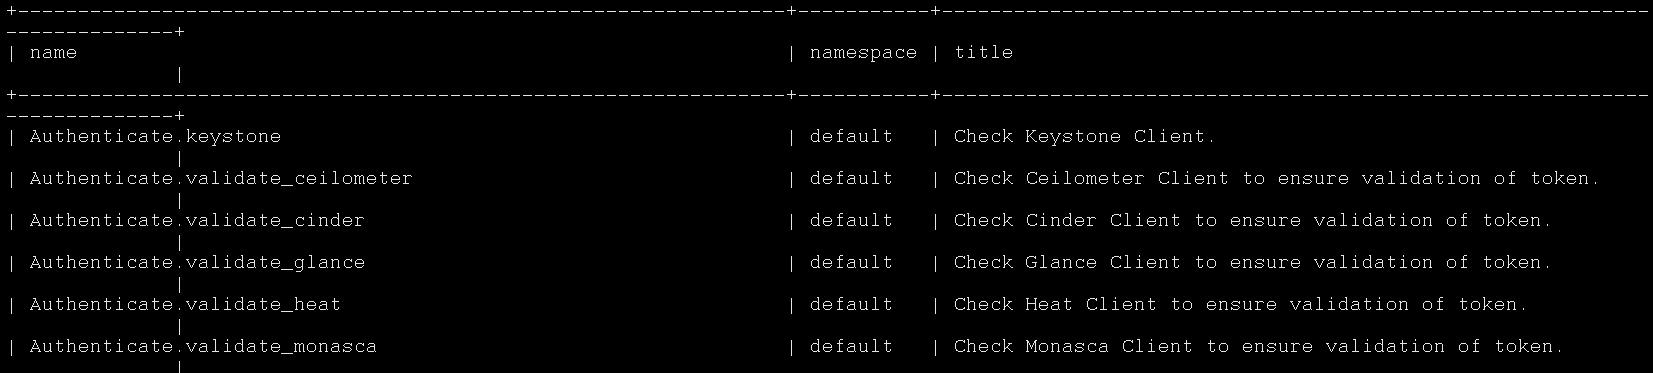 +----------------------------------------------------------------+-----------+-----------------------------------------------------------
--------------+
| name | namespace | title
|
+----------------------------------------------------------------+-----------+-----------------------------------------------------------
--------------+
| Authenticate.keystone | default | Check Keystone Client.
|
| Authenticate.validate_ceilometer | default | Check Ceilometer Client to ensure validation of token.
|
| Authenticate.validate_cinder | default | Check Cinder Client to ensure validation of token.
|
| Authenticate.validate_glance | default | Check Glance Client to ensure validation of token.
|
| Authenticate.validate_heat | default | Check Heat Client to ensure validation of token.
|
| Authenticate.validate_monasca | default | Check Monasca Client to ensure validation of token.
|